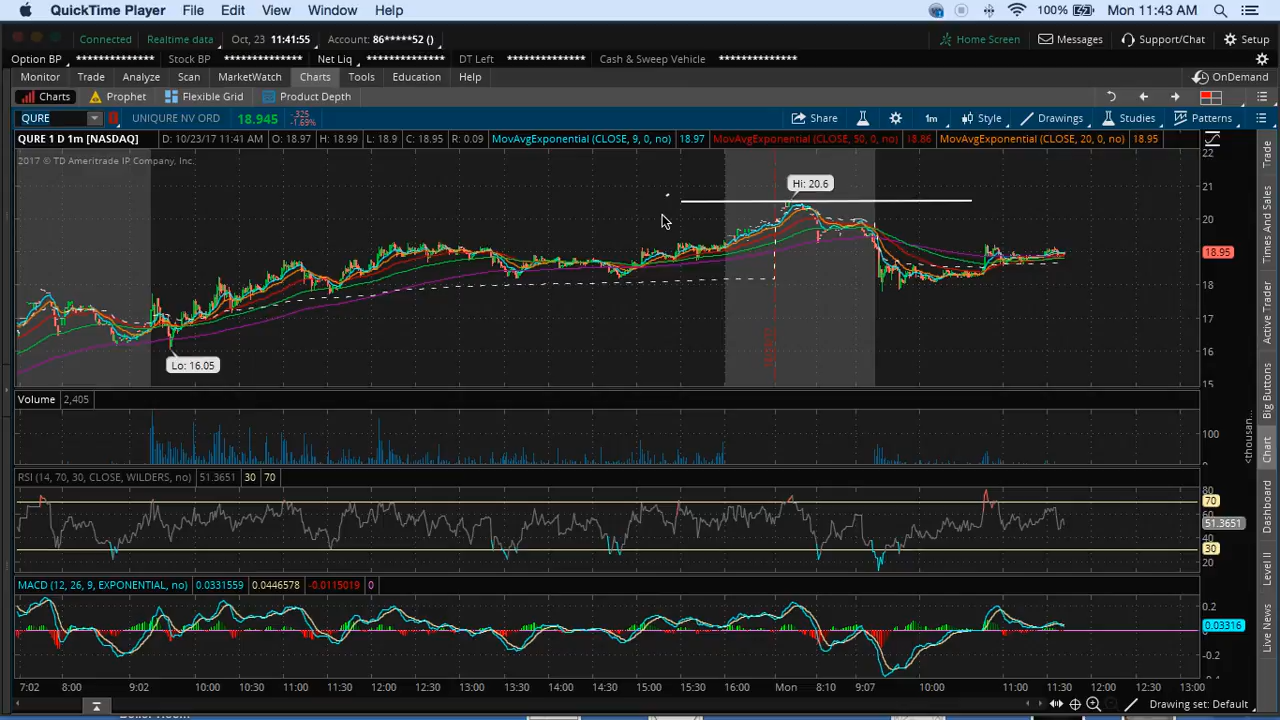 QuickTime Player File Edit View Window Help 100% Mon 11:43 AM
Connected Realtime data Oct, 23 11:41:55 Account: 86*****52 () Home Screen Messages Support/Chat Setup
Option BP ************** Stock BP ************** Net Liq ************** DT Left ************** Cash & Sweep Vehicle **************
Monitor Trade Analyze Scan MarketWatch Charts Tools Education Help
Charts Prophet Flexible Grid Product Depth OnDemand
QURE UNIQURE NV ORD 18.945 -.325 -1.69% Share 1m Style Drawings Studies Patterns
QURE 1 D 1m [NASDAQ] D: 10/23/17 11:41 AM O: 18.97 H: 18.99 L: 18.9 C: 18.95 R: 0.09 MovAvgExponential (CLOSE, 9, 0, no) 18.97 MovAvgExponential (CLOSE, 50, 0, no) 18.86 MovAvgExponential (CLOSE, 20, 0, no) 18.95
2017 © TD Ameritrade IP Company, Inc.
22
Hi: 20.6
21
20
18.95
18
17
16
Lo: 16.05
15
Volume 2,405
100
<thousan...
RSI (14, 70, 30, CLOSE, WILDERS, no) 51.3651 30 70
80
70
60
51.3651
40
30
20
MACD (12, 26, 9, EXPONENTIAL, no) 0.0331559 0.0446578 -0.0115019 0
0.2
0.03316
-0.2
7:02 8:00 9:02 10:00 10:30 11:00 11:30 12:00 12:30 13:00 13:30 14:00 14:30 15:00 15:30 16:00 Mon 8:10 9:07 10:00 11:00 11:30 12:00 13:00
Drawing set: Default
Trade
Times And Sales
Active Trader
Big Buttons
Chart
Dashboard
Level II
Live News